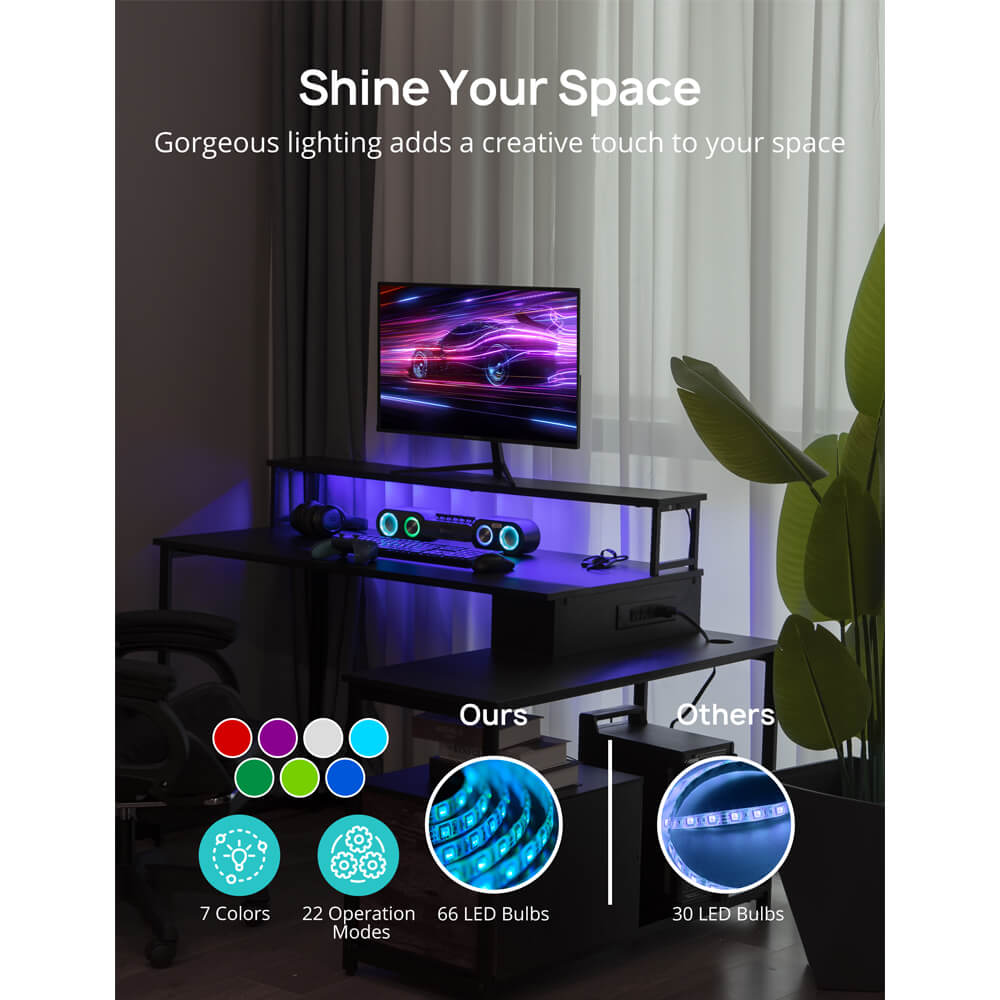 Shine Your Space
Gorgeous lighting adds a creative touch to your space
Ours
Others
7 Colors
22 Operation
Modes
66 LED Bulbs
30 LED Bulbs